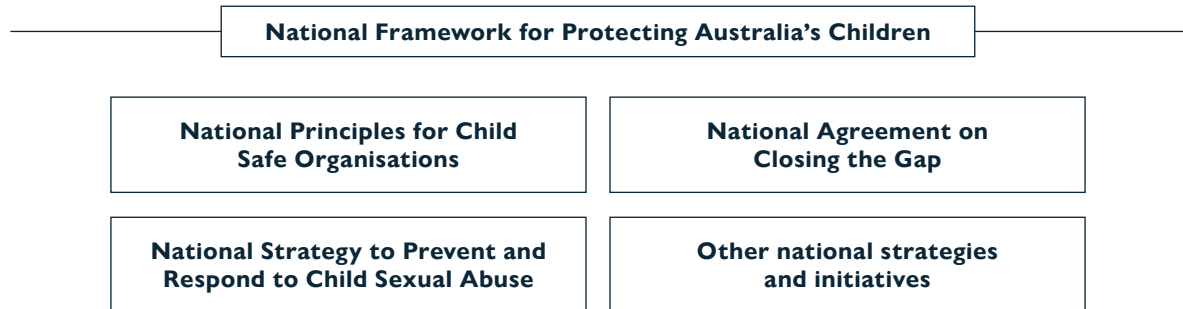 National Framework for Protecting Australia’s Children
National Principles for Child
Safe Organisations
National Agreement on
Closing the Gap
National Strategy to Prevent and
Respond to Child Sexual Abuse
Other national strategies
and initiatives